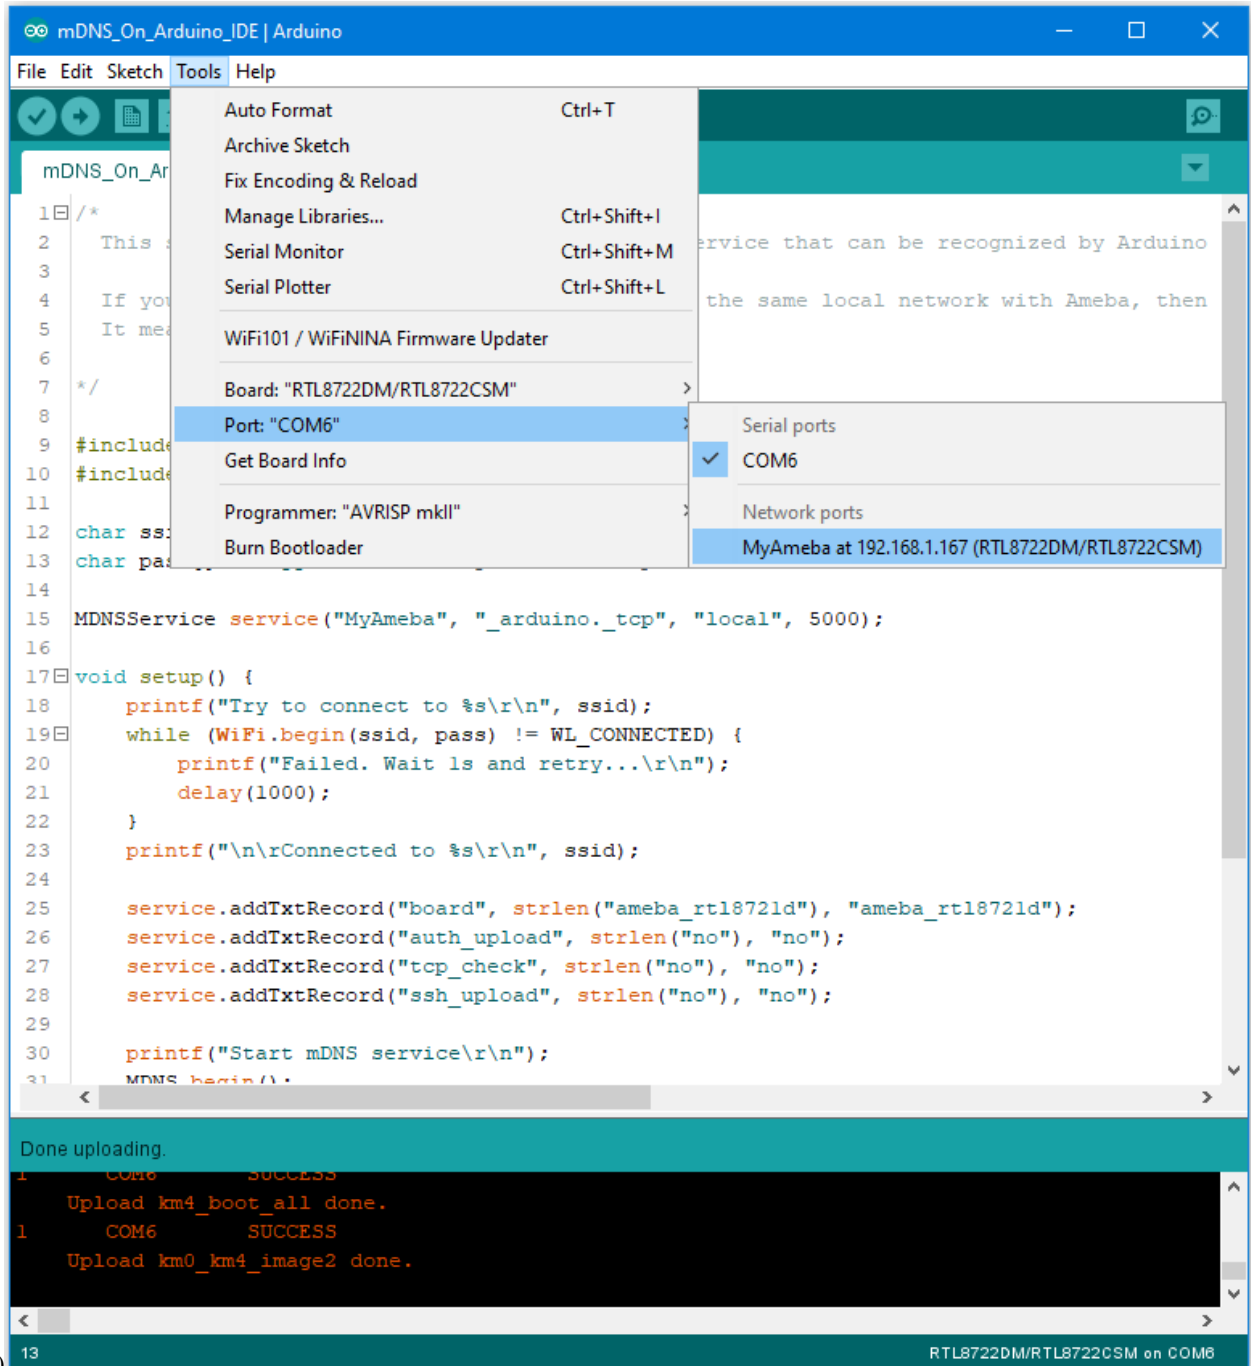 mDNS_On_Arduino_IDE | Arduino
File Edit Sketch Tools Help
Auto Format Ctrl+T
Archive Sketch
Fix Encoding & Reload
Manage Libraries... Ctrl+Shift+I
Serial Monitor Ctrl+Shift+M
Serial Plotter Ctrl+Shift+L
WiFi101 / WiFiNINA Firmware Updater
Board: "RTL8722DM/RTL8722CSM"
Port: "COM6"
Get Board Info
Programmer: "AVRISP mkII"
Burn Bootloader
Serial ports
COM6
Network ports
MyAmeba at 192.168.1.167 (RTL8722DM/RTL8722CSM)
mDNS_On_Ar
1 /*
2 This that can be recognized by Arduino
3
4 If the same local network with Ameba, then
5 It
6
7 */
8
9 #include
10 #include
11
12 char
13 char
14
15 MDNSService service("MyAmeba", "_arduino._tcp", "local", 5000);
16
17 void setup() {
18 printf("Try to connect to %s\r\n", ssid);
19 while (WiFi.begin(ssid, pass) != WL_CONNECTED) {
20 printf("Failed. Wait 1s and retry...\r\n");
21 delay(1000);
22 }
23 printf("\n\rConnected to %s\r\n", ssid);
24
25 service.addTxtRecord("board", strlen("ameba_rtl8721d"), "ameba_rtl8721d");
26 service.addTxtRecord("auth_upload", strlen("no"), "no");
27 service.addTxtRecord("tcp_check", strlen("no"), "no");
28 service.addTxtRecord("ssh_upload", strlen("no"), "no");
29
30 printf("Start mDNS service\r\n");
31 MDNS.begin();
Done uploading.
1 COM6 SUCCESS
Upload km4_boot_all done.
1 COM6 SUCCESS
Upload km0_km4_image2 done.
13 RTL8722DM/RTL8722CSM on COM6